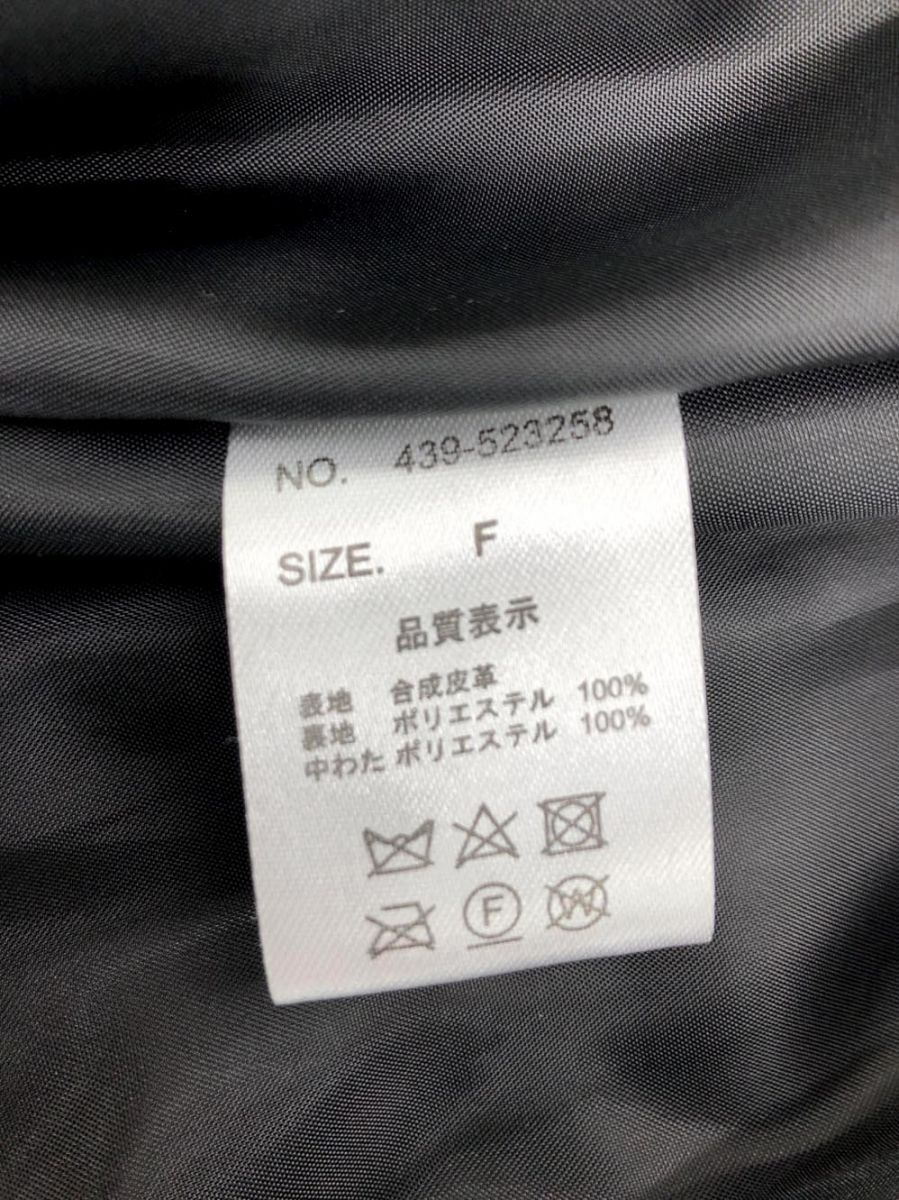 NO. 439-523258
SIZE. F
品質表示
表地 合成皮革
裏地 ポリエステル 100%
中わた ポリエステル 100%
F
W